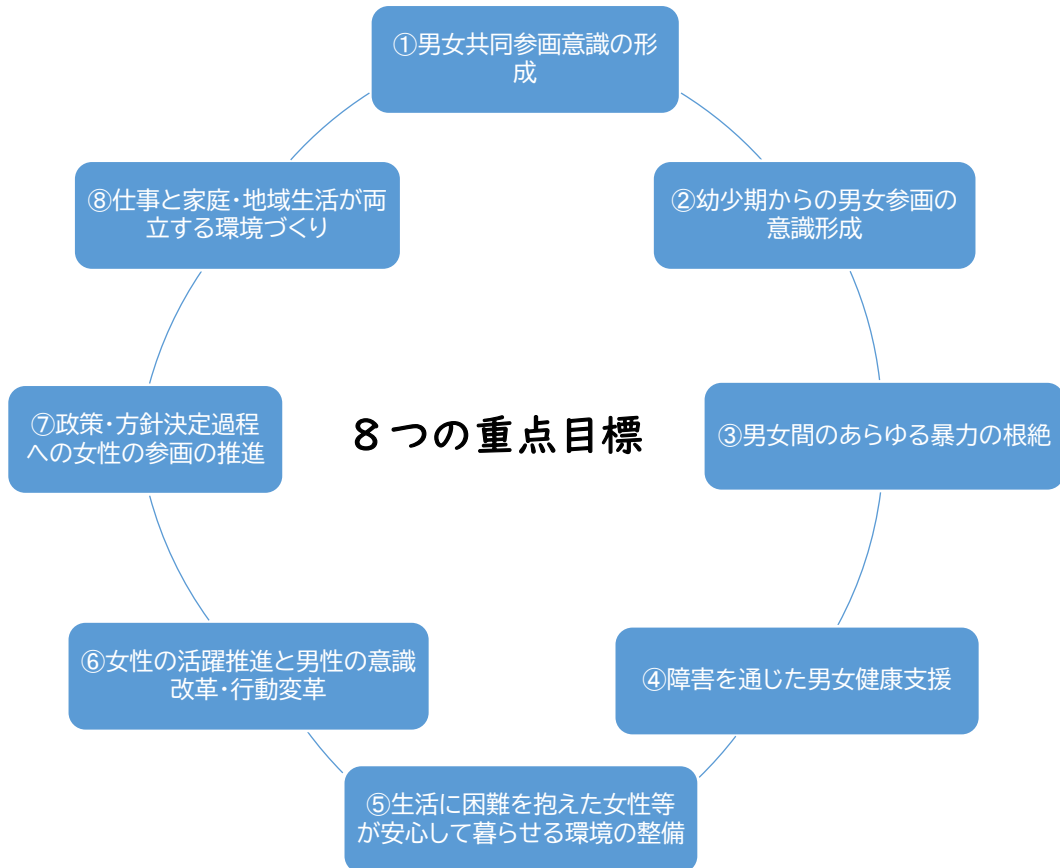 ①男女共同参画意識の形
成
②幼少期からの男女参画の
意識形成
③男女間のあらゆる暴力の根絶
④障害を通じた男女健康支援
⑤生活に困難を抱えた女性等
が安心して暮らせる環境の整備
⑥女性の活躍推進と男性の意識
改革・行動変革
⑦政策・方針決定過程
への女性の参画の推進
⑧仕事と家庭・地域生活が両
立する環境づくり
８つの重点目標